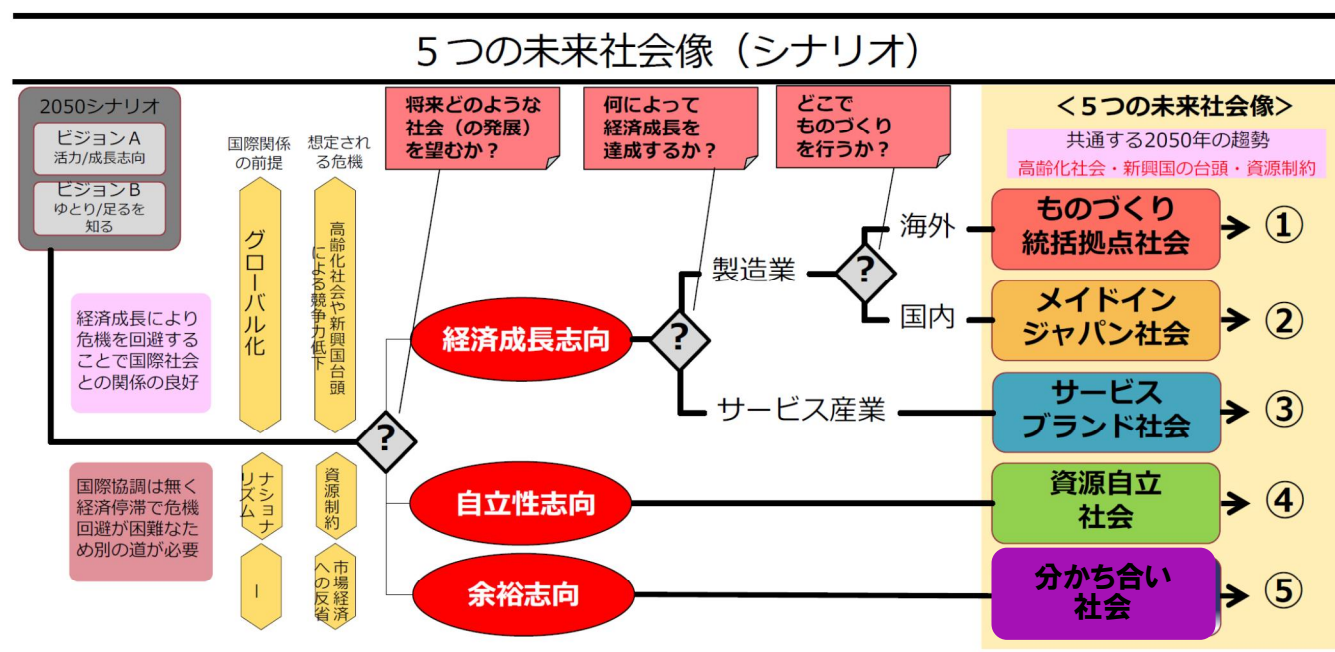 ５つの未来社会像（シナリオ）
2050シナリオ
ビジョンＡ
活力/成長志向
ビジョンＢ
ゆとり/足るを
知る
国際関係
の前提
想定され
る危機
将来どのような
社会（の発展）
を望むか？
何によって
経済成長を
達成するか？
どこで
ものづくり
を行うか？
＜５つの未来社会像＞
共通する2050年の趨勢
高齢化社会・新興国の台頭・資源制約
グローバル化
高齢化社会や新興国台頭
による競争力低下
経済成長により
危機を回避する
ことで国際社会
との関係の良好
国際協調は無く
経済停滞で危機
回避が困難なた
め別の道が必要
ナショナ
リズム
資源制約
ー
市場経済
への反省
?
経済成長志向
自立性志向
余裕志向
?
製造業
サービス産業
?
海外
国内
ものづくり
統括拠点社会
①
メイドイン
ジャパン社会
②
サービス
ブランド社会
③
資源自立
社会
④
分かち合い
社会
⑤